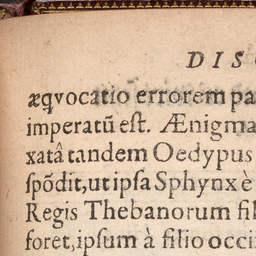 DISC
æqvocatio errorem pa
imperatū est. Ænigma
xatâ tandem Oedypus
spōdit, ut ipsa Sphynx è
Regis Thebanorum fil
foret, ipsum à filio occi